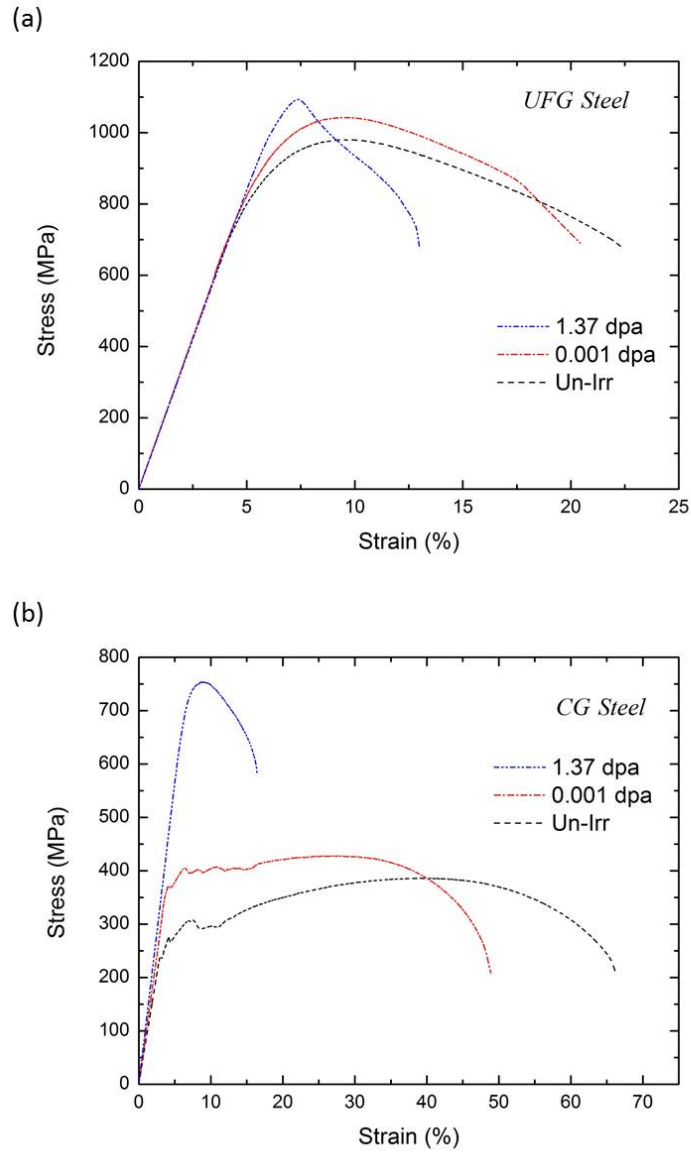 (a)
1200
UFG Steel
1000
800
600
400
200
0
Stress (MPa)
1.37 dpa
0.001 dpa
Un-Irr
0 5 10 15 20 25
Strain (%)
(b)
800
CG Steel
700
600
500
400
300
200
100
0
Stress (MPa)
1.37 dpa
0.001 dpa
Un-Irr
0 10 20 30 40 50 60 70
Strain (%)